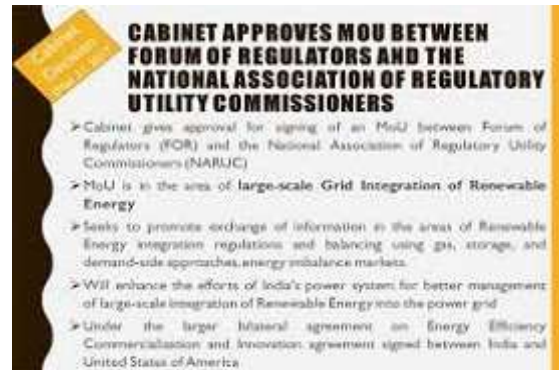 Cabinet
Decision
CABINET APPROVES MOU BETWEEN
FORUM OF REGULATORS AND THE
NATIONAL ASSOCIATION OF REGULATORY
UTILITY COMMISSIONERS
➢Cabinet gives approval for signing of an MoU between Forum of
Regulators (FOR) and the National Association of Regulatory Utility
Commissioners (NARUC)
➢MoU is in the area of large-scale Grid Integration of Renewable
Energy
➢Seeks to promote exchange of information in the areas of Renewable
Energy integration regulations and balancing using gas, storage, and
demand-side approaches, energy imbalance markets.
➢Will enhance the efforts of India's power system for better management
of large-scale integration of Renewable Energy into the power grid
➢Under the larger bilateral agreement on Energy Efficiency
Commercialization and Innovation agreement signed between India and
United States of America